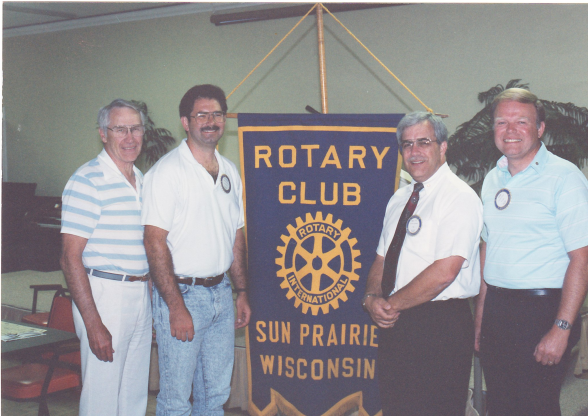 ROTARY
CLUB
ROTARY
INTERNATIONAL
SUN PRAIRIE
WISCONSIN